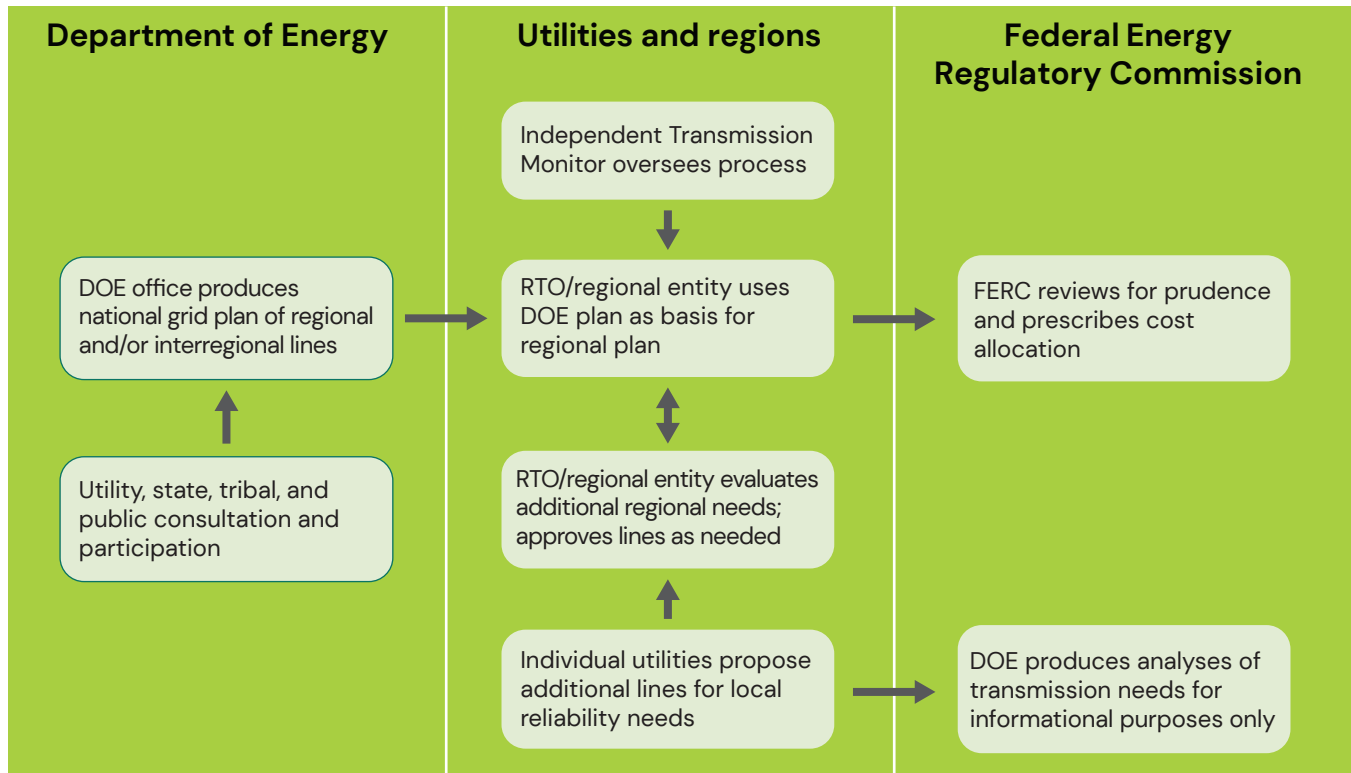 Department of Energy
Utilities and regions
Federal Energy
Regulatory Commission
Independent Transmission
Monitor oversees process
DOE office produces
national grid plan of regional
and/or interregional lines
RTO/regional entity uses
DOE plan as basis for
regional plan
FERC reviews for prudence
and prescribes cost
allocation
Utility, state, tribal, and
public consultation and
participation
RTO/regional entity evaluates
additional regional needs;
approves lines as needed
Individual utilities propose
additional lines for local
reliability needs
DOE produces analyses of
transmission needs for
informational purposes only